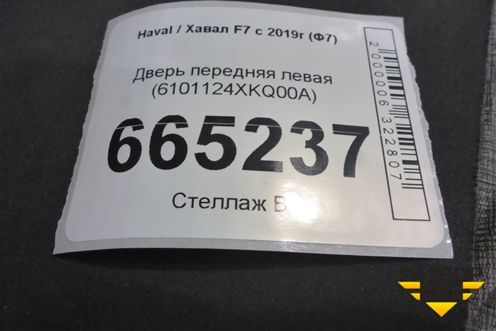 Haval / Хавал F7 с 2019г (Ф7)
Дверь передняя левая
(6101124XKQ00A)
665237
Стеллаж
2000006322807